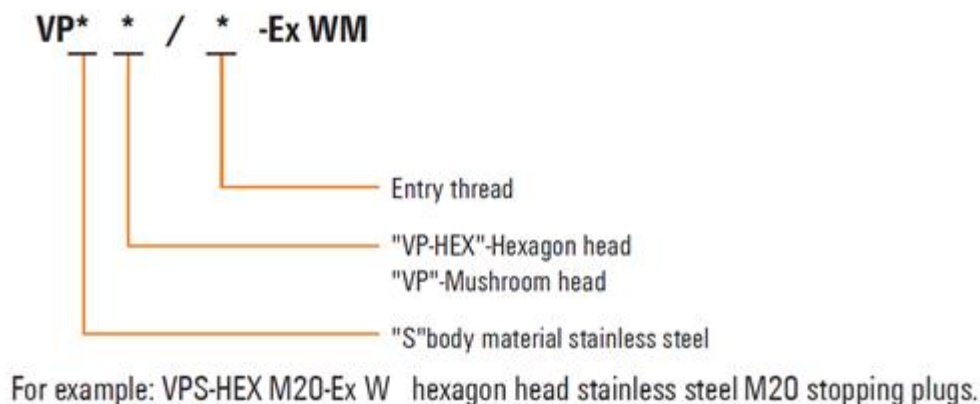 VP* * / * -Ex WM
Entry thread
"VP-HEX"-Hexagon head
"VP"-Mushroom head
"S"body material stainless steel
For example: VPS-HEX M20-Ex W hexagon head stainless steel M20 stopping plugs.